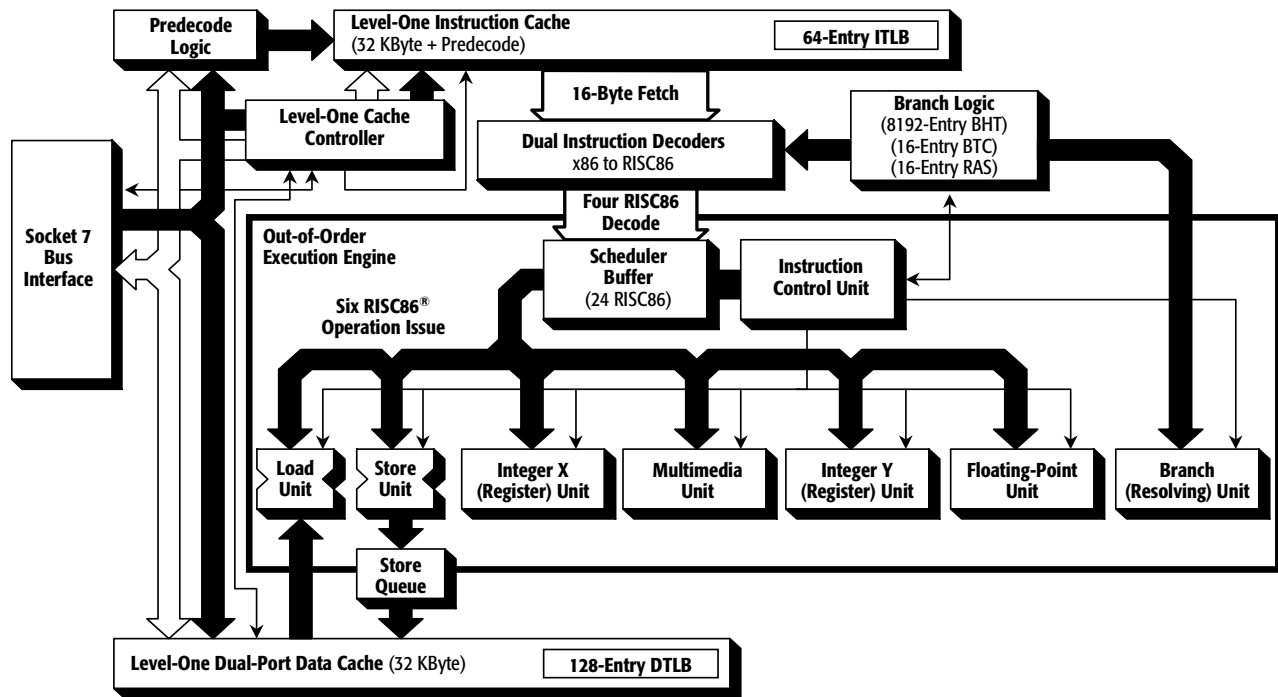 Predecode
Logic
Level-One Instruction Cache
(32 KByte + Predecode)
64-Entry ITLB
16-Byte Fetch
Level-One Cache
Controller
Dual Instruction Decoders
x86 to RISC86
Branch Logic
(8192-Entry BHT)
(16-Entry BTC)
(16-Entry RAS)
Four RISC86
Decode
Socket 7
Bus
Interface
Out-of-Order
Execution Engine
Scheduler
Buffer
(24 RISC86)
Instruction
Control Unit
Six RISC86®
Operation Issue
Load
Unit
Store
Unit
Integer X
(Register) Unit
Multimedia
Unit
Integer Y
(Register) Unit
Floating-Point
Unit
Branch
(Resolving) Unit
Store
Queue
Level-One Dual-Port Data Cache (32 KByte)
128-Entry DTLB